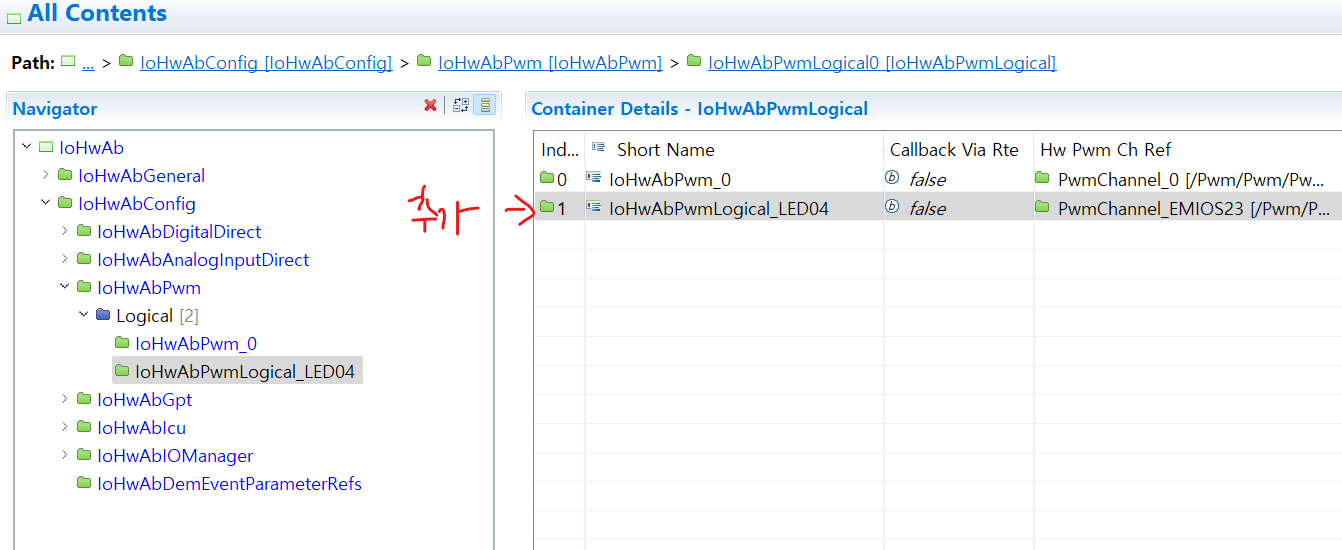 All Contents
Path: ... > IoHwAbConfig [IoHwAbConfig] > IoHwAbPwm [IoHwAbPwm] > IoHwAbPwmLogical0 [IoHwAbPwmLogical]
Navigator
IoHwAb
IoHwAbGeneral
IoHwAbConfig
IoHwAbDigitalDirect
IoHwAbAnalogInputDirect
IoHwAbPwm
Logical [2]
IoHwAbPwm_0
IoHwAbPwmLogical_LED04
IoHwAbGpt
IoHwAbIcu
IoHwAbIOManager
IoHwAbDemEventParameterRefs
추가
Container Details - IoHwAbPwmLogical
Ind... Short Name Callback Via Rte Hw Pwm Ch Ref
0 IoHwAbPwm_0 false PwmChannel_0 [/Pwm/Pwm/Pw...
1 IoHwAbPwmLogical_LED04 false PwmChannel_EMIOS23 [/Pwm/P...